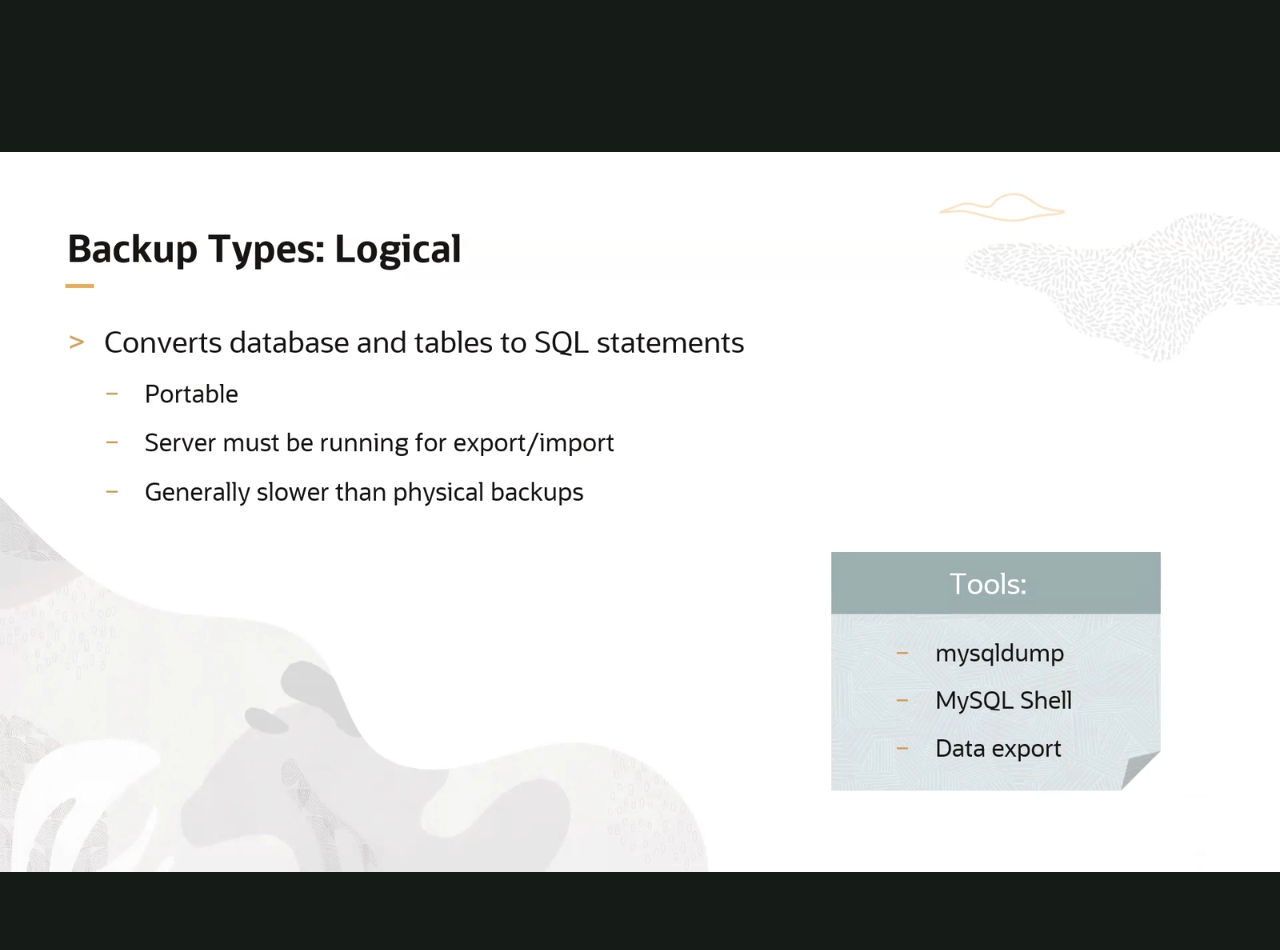 Backup Types: Logical
> Converts database and tables to SQL statements
– Portable
– Server must be running for export/import
– Generally slower than physical backups
Tools:
– mysqldump
– MySQL Shell
– Data export